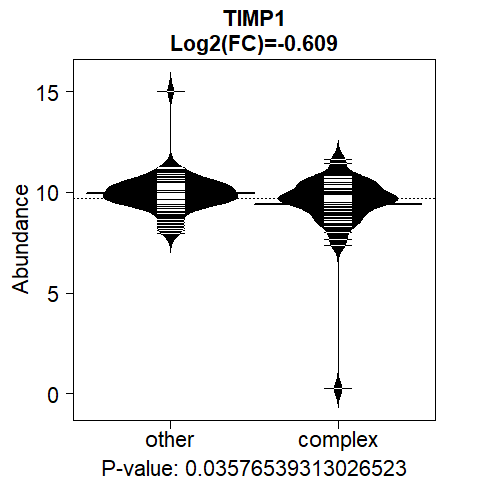 TIMP1
Log2(FC)=-0.609
Abundance
15
10
5
0
other complex
P-value: 0.03576539313026523